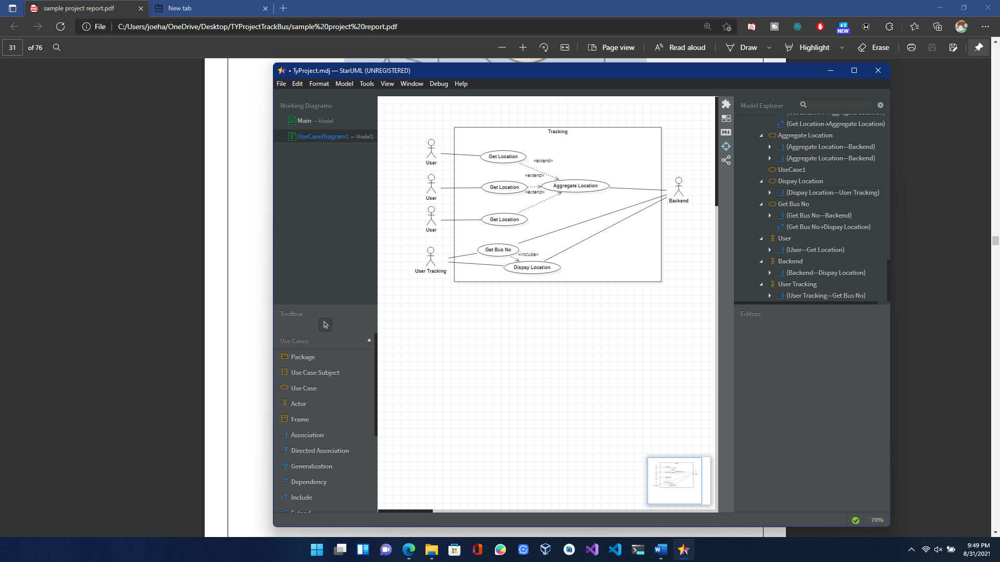 sample project report.pdf
New tab
File
C:/Users/joeha/OneDrive/Desktop/TYProjectTrackBus/sample%20project%20report.pdf
NEW
31 of 76
Page view
Read aloud
Draw
Highlight
Erase
• TyProject.mdj — StarUML (UNREGISTERED)
File Edit Format Model Tools View Window Debug Help
Working Diagrams
Main — Model
UseCaseDiagram1 — Model1
Toolbox
Use Cases
Package
Use Case Subject
Use Case
Actor
Frame
Association
Directed Association
Generalization
Dependency
Include
Extend
Tracking
User
Get Location
«extend»
User
Get Location
«extend»
Aggregate Location
«extend»
Backend
User
Get Location
User Tracking
Get Bus No
«include»
Dispay Location
Model Explorer
(Get Location→Aggregate Location)
(Get Location→Aggregate Location)
Aggregate Location
(Aggregate Location—Backend)
(Aggregate Location—Backend)
UseCase1
Dispay Location
(Dispay Location—User Tracking)
Get Bus No
(Get Bus No—Backend)
(Get Bus No→Dispay Location)
User
(User—Get Location)
Backend
(Backend—Dispay Location)
User Tracking
(User Tracking—Get Bus No)
Editors
70%
9:49 PM
8/31/2021